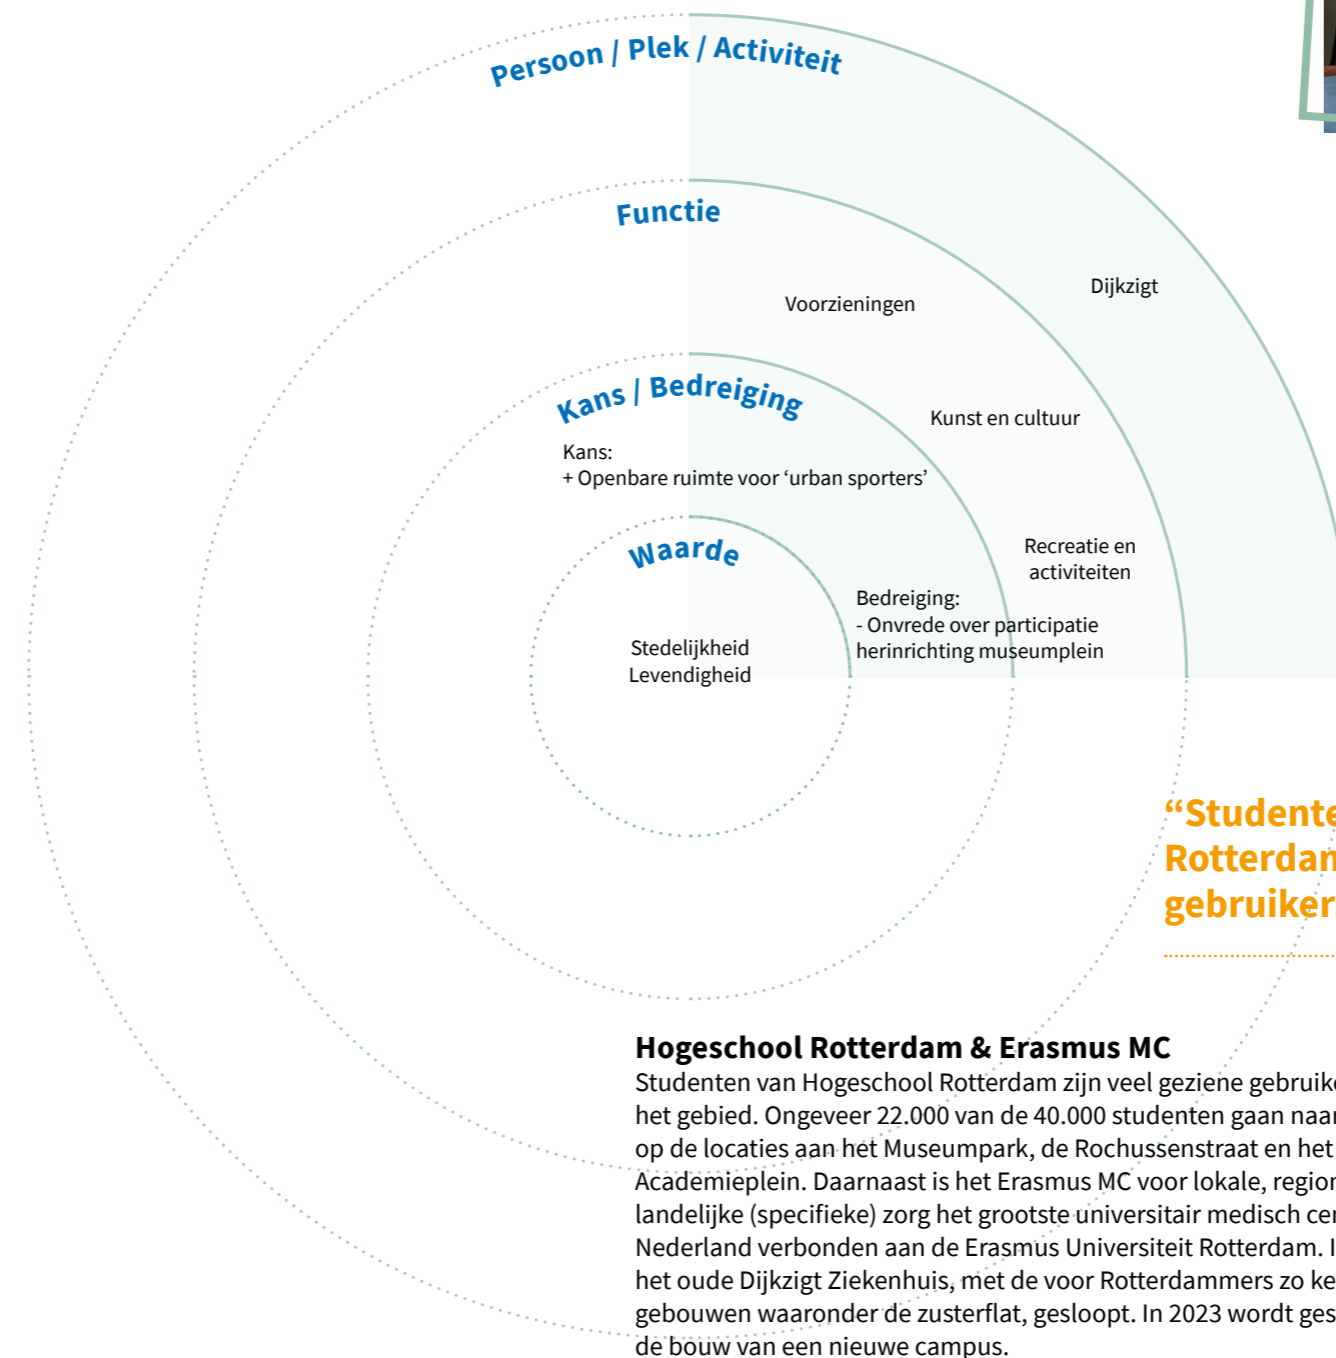 Persoon / Plek / Activiteit
Functie
Dijkzigt
Voorzieningen
Kans / Bedreiging
Kunst en cultuur
Kans:
+ Openbare ruimte voor ‘urban sporters’
Waarde
Recreatie en
activiteiten
Bedreiging:
- Onvrede over participatie
herinrichting museumplein
Stedelijkheid
Levendigheid
“Studente
Rotterdam
gebruiker
Hogeschool Rotterdam & Erasmus MC
Studenten van Hogeschool Rotterdam zijn veel geziene gebruike
het gebied. Ongeveer 22.000 van de 40.000 studenten gaan naar
op de locaties aan het Museumpark, de Rochussenstraat en het
Academieplein. Daarnaast is het Erasmus MC voor lokale, region
landelijke (specifieke) zorg het grootste universitair medisch cen
Nederland verbonden aan de Erasmus Universiteit Rotterdam. I
het oude Dijkzigt Ziekenhuis, met de voor Rotterdammers zo ke
gebouwen waaronder de zusterflat, gesloopt. In 2023 wordt ges
de bouw van een nieuwe campus.